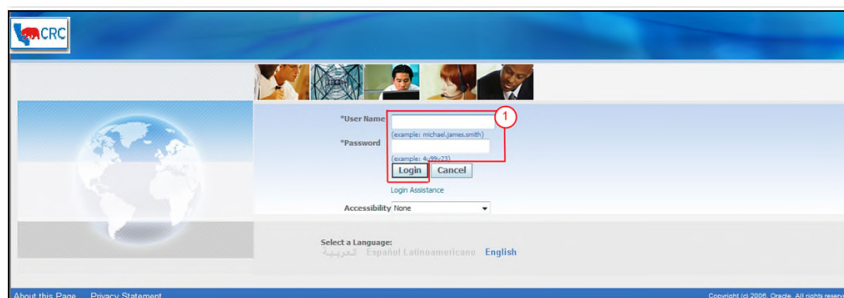 CRC
*User Name
1
(example: michael.james.smith)
*Password
(example: 4u99v23)
Login Cancel
Login Assistance
Accessibility None
Select a Language:
العربية Español Latinoamericano English
About this Page Privacy Statement Copyright (c) 2006, Oracle. All rights reserved